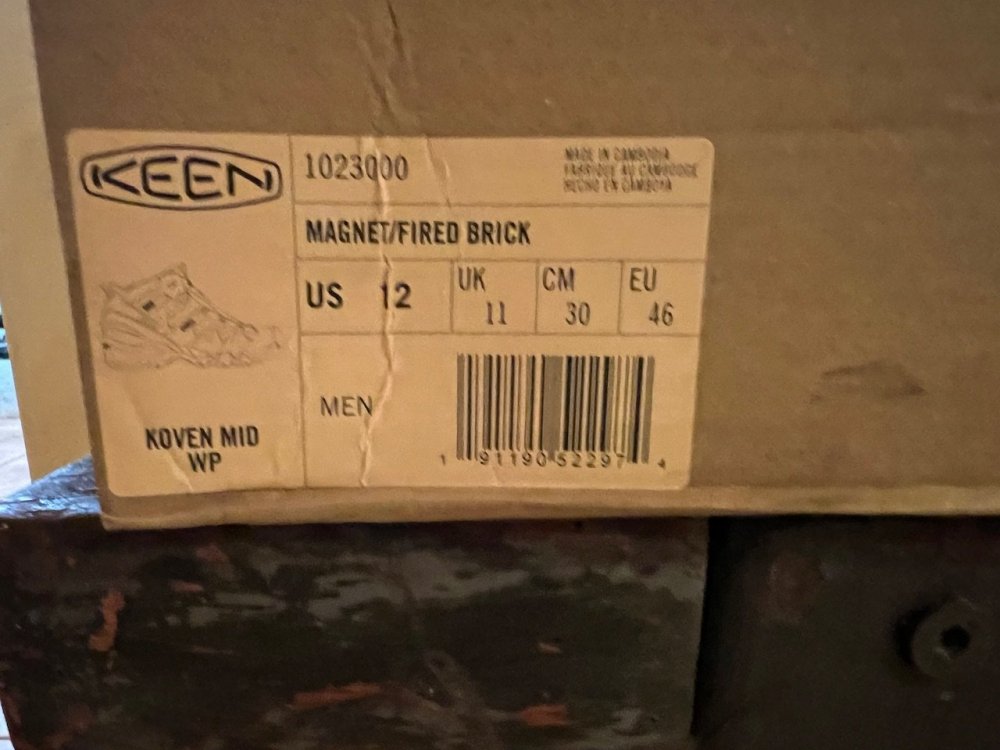 KEEN
1023000
MADE IN CAMBODIA
FABRIQUÉ AU CAMBODGE
HECHO EN CAMBOYA
MAGNET/FIRED BRICK
US 12
UK 11
CM 30
EU 46
MEN
1 91190 52297 4
KOVEN MID
WP